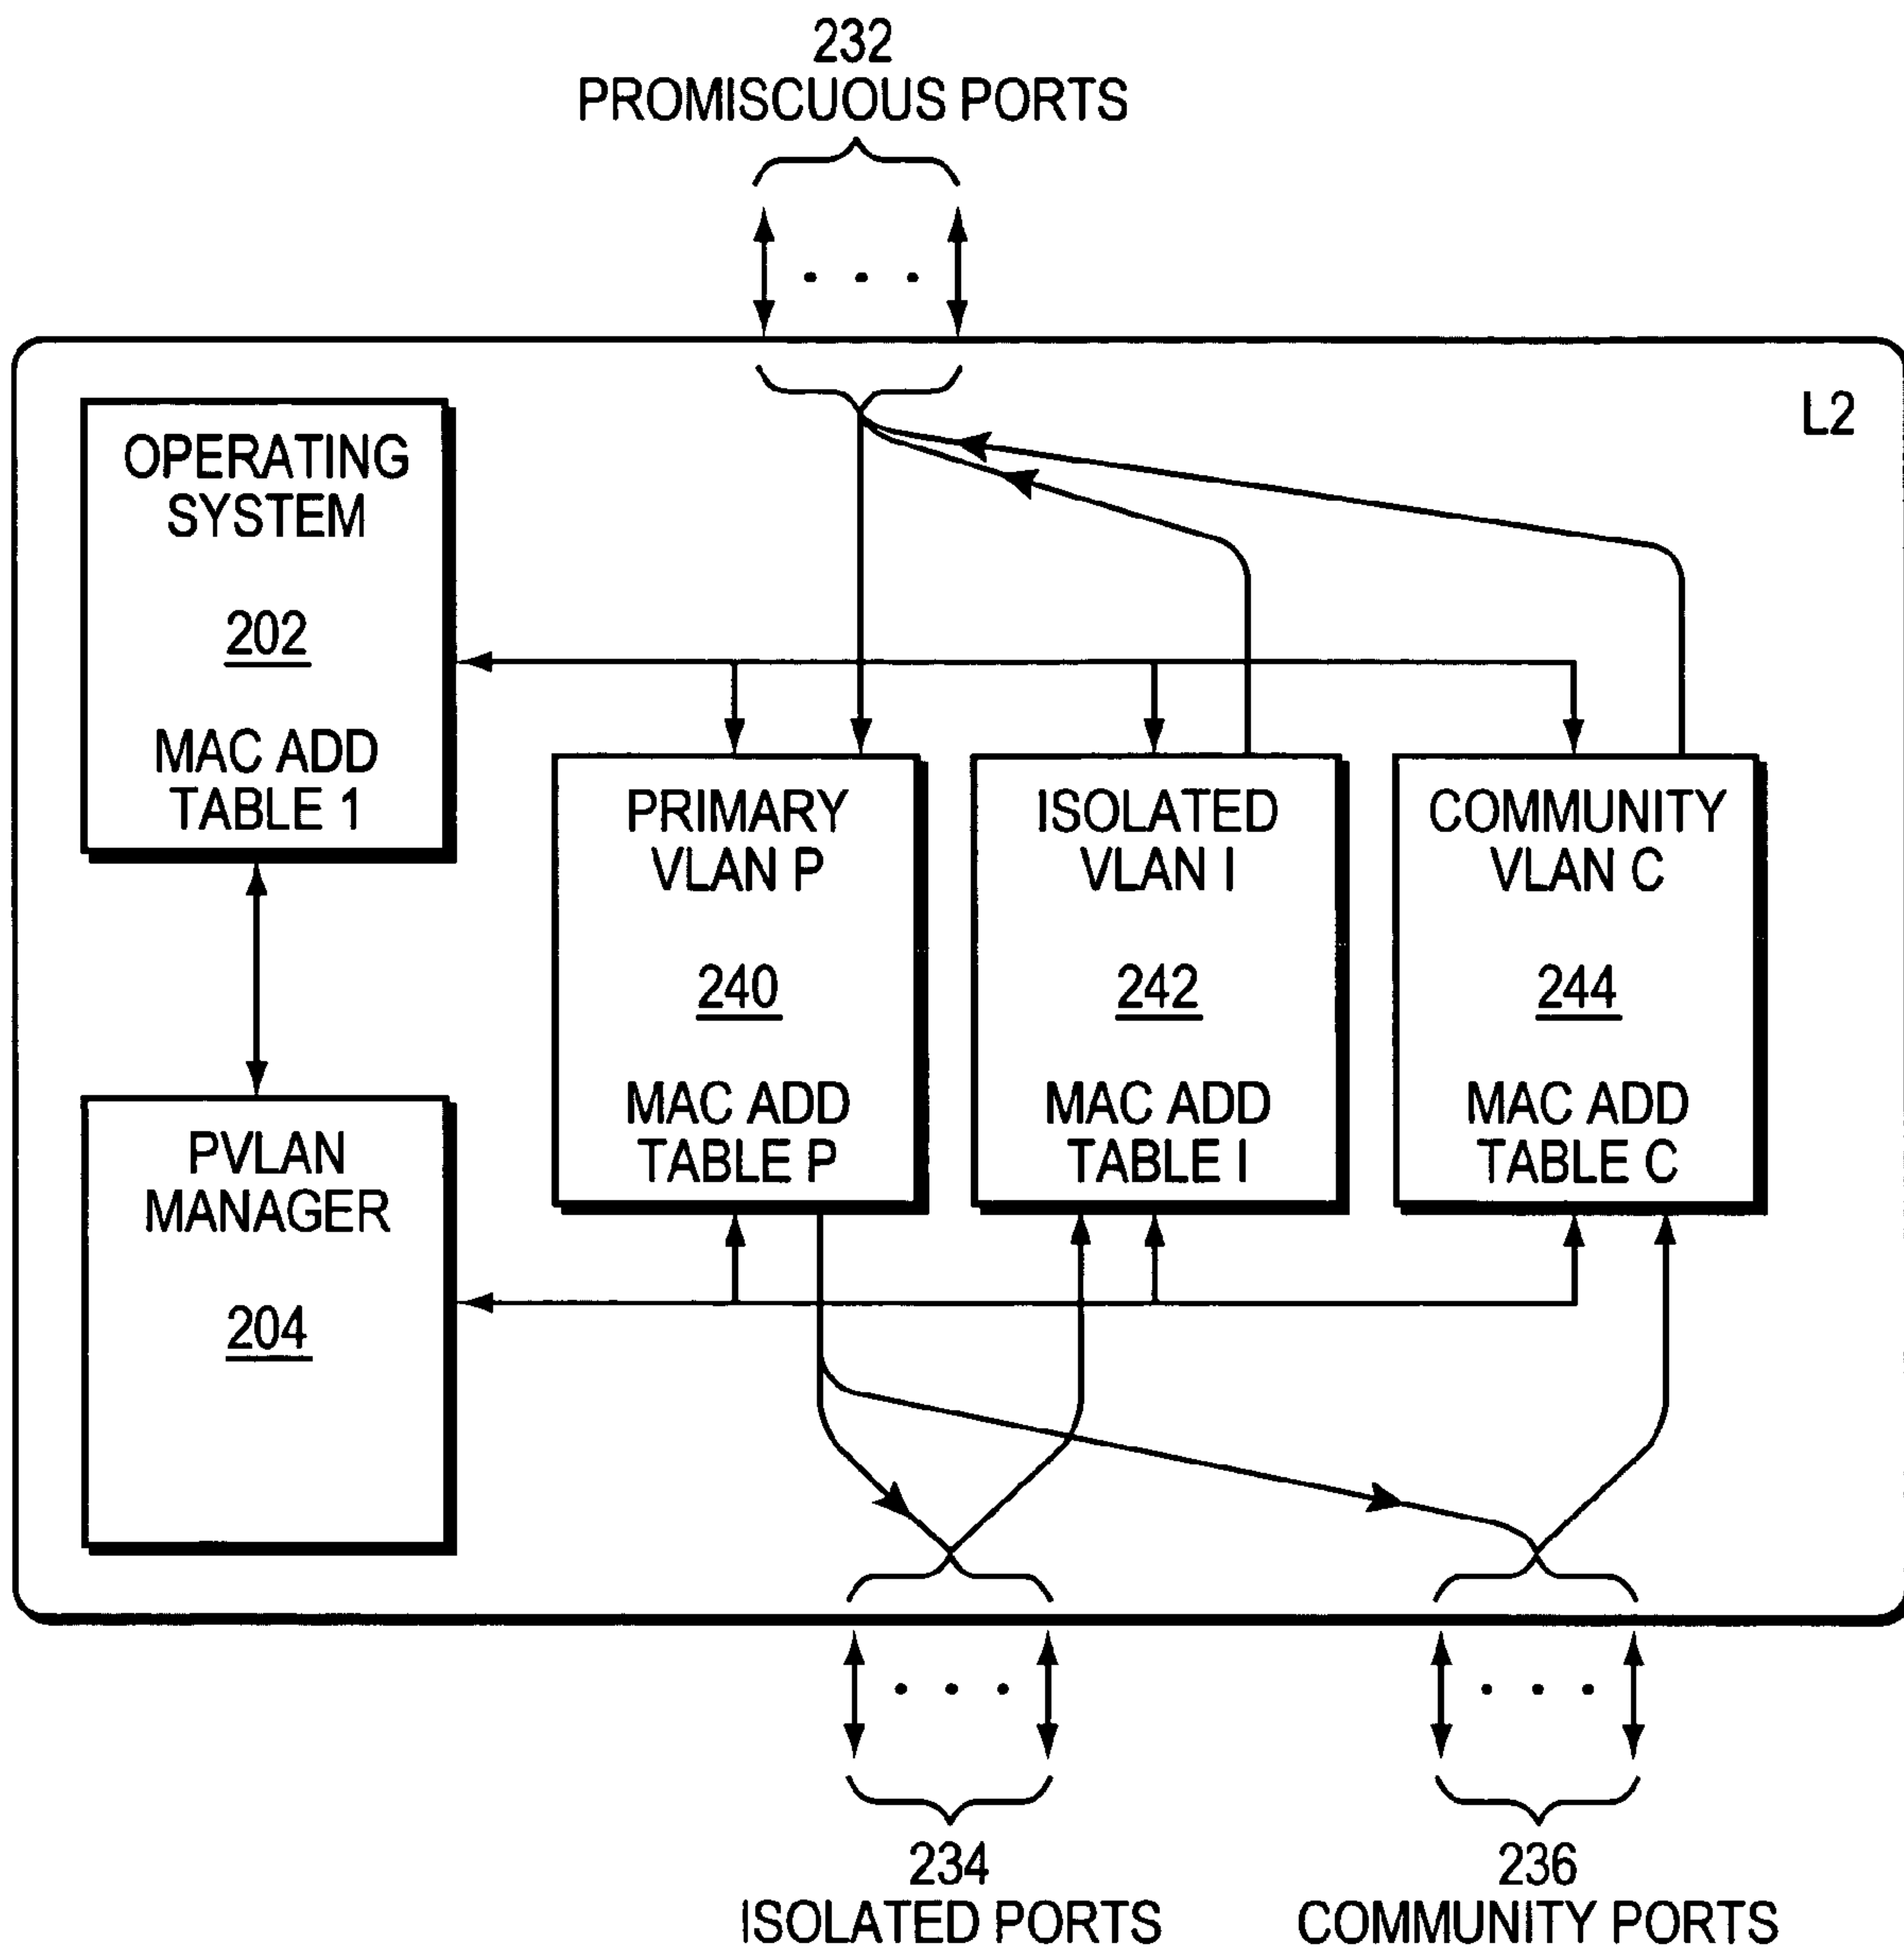 232
PROMISCUOUS PORTS
L2
OPERATING
SYSTEM
202
MAC ADD
TABLE 1
PRIMARY
VLAN P
240
MAC ADD
TABLE P
ISOLATED
VLAN I
242
MAC ADD
TABLE I
COMMUNITY
VLAN C
244
MAC ADD
TABLE C
PVLAN
MANAGER
204
234
ISOLATED PORTS
236
COMMUNITY PORTS